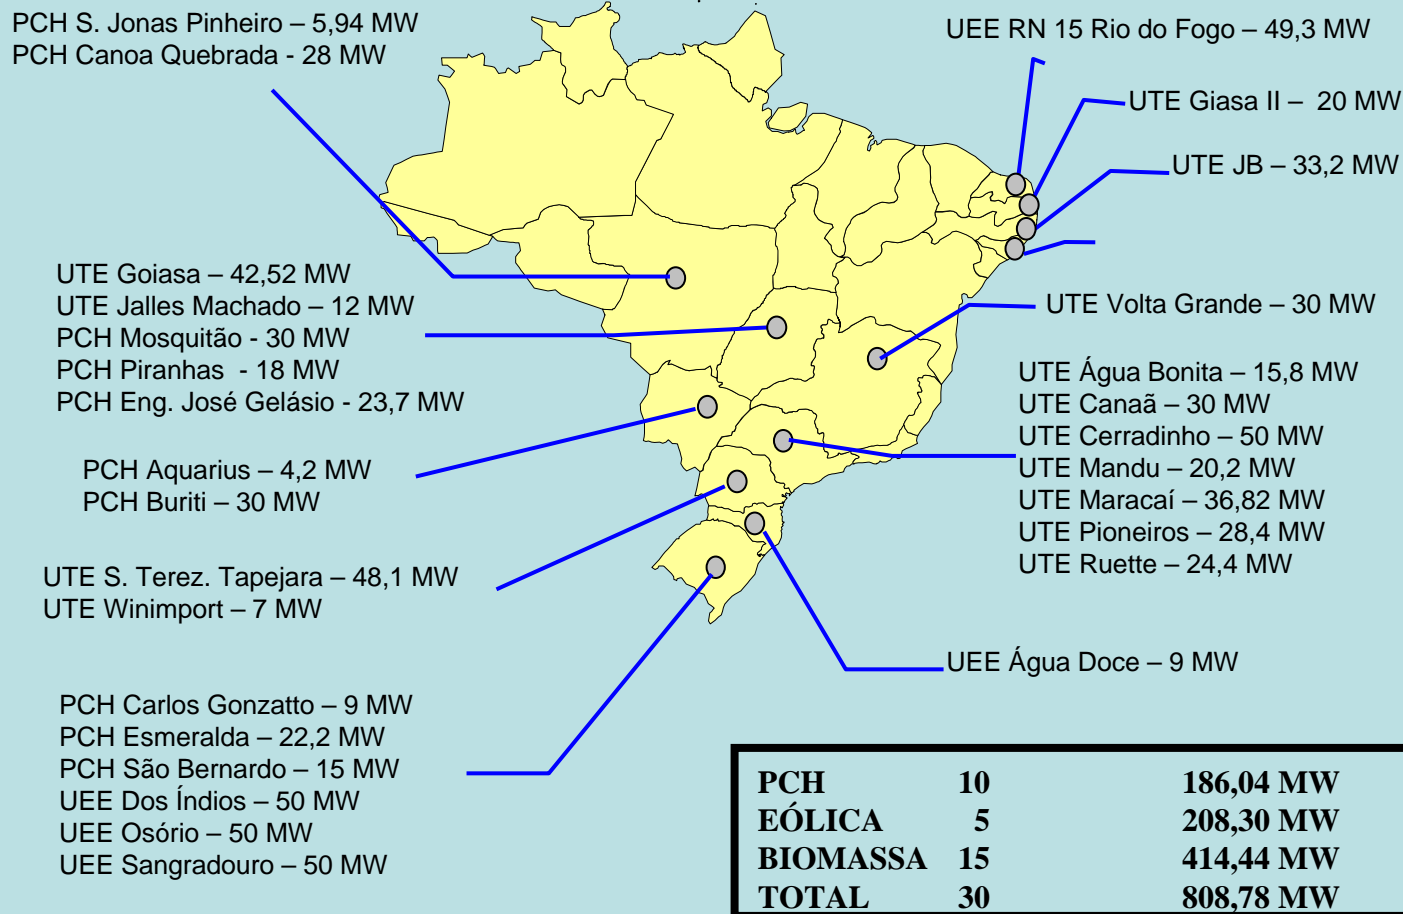 PCH S. Jonas Pinheiro – 5,94 MW
PCH Canoa Quebrada - 28 MW
UEE RN 15 Rio do Fogo – 49,3 MW
UTE Giasa II – 20 MW
UTE JB – 33,2 MW
UTE Goiasa – 42,52 MW
UTE Jalles Machado – 12 MW
PCH Mosquitão - 30 MW
PCH Piranhas - 18 MW
PCH Eng. José Gelásio - 23,7 MW
UTE Volta Grande – 30 MW
UTE Água Bonita – 15,8 MW
UTE Canaã – 30 MW
UTE Cerradinho – 50 MW
UTE Mandu – 20,2 MW
UTE Maracaí – 36,82 MW
UTE Pioneiros – 28,4 MW
UTE Ruette – 24,4 MW
PCH Aquarius – 4,2 MW
PCH Buriti – 30 MW
UTE S. Terez. Tapejara – 48,1 MW
UTE Winimport – 7 MW
UEE Água Doce – 9 MW
PCH Carlos Gonzatto – 9 MW
PCH Esmeralda – 22,2 MW
PCH São Bernardo – 15 MW
UEE Dos Índios – 50 MW
UEE Osório – 50 MW
UEE Sangradouro – 50 MW
PCH 10 186,04 MW
EÓLICA 5 208,30 MW
BIOMASSA 15 414,44 MW
TOTAL 30 808,78 MW